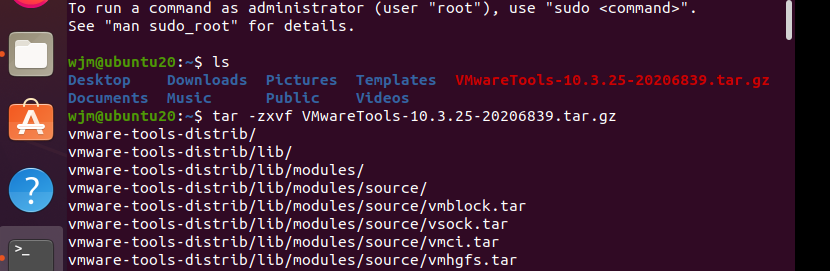 To run a command as administrator (user "root"), use "sudo <command>".
See "man sudo_root" for details.
wjm@ubuntu20:~$ ls
Desktop Downloads Pictures Templates VMwareTools-10.3.25-20206839.tar.gz
Documents Music Public Videos
wjm@ubuntu20:~$ tar -zxvf VMwareTools-10.3.25-20206839.tar.gz
vmware-tools-distrib/
vmware-tools-distrib/lib/
vmware-tools-distrib/lib/modules/
vmware-tools-distrib/lib/modules/source/
vmware-tools-distrib/lib/modules/source/vmblock.tar
vmware-tools-distrib/lib/modules/source/vsock.tar
vmware-tools-distrib/lib/modules/source/vmci.tar
vmware-tools-distrib/lib/modules/source/vmhgfs.tar